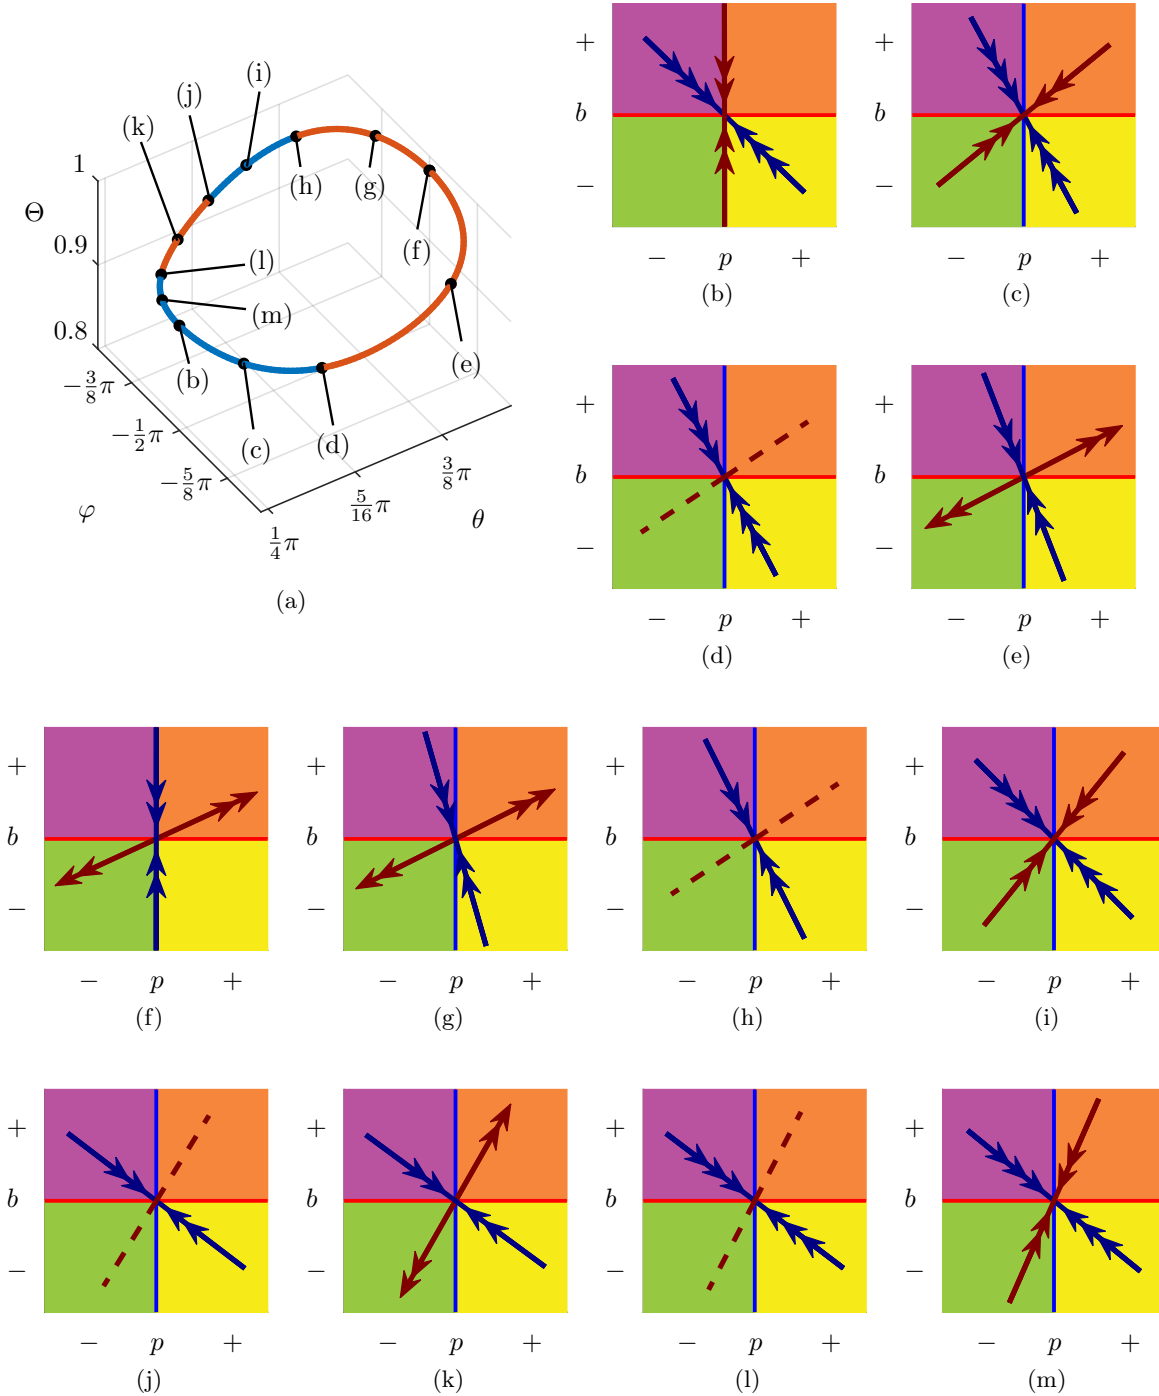 (i)
(j)
(k)
1
Θ
0.9
0.8
(h)
(g)
(f)
(l)
(m)
(b)
(e)
(c)
(d)
−3/8π
−1/2π
−5/8π
φ
1/4π
5/16π
3/8π
θ
(a)
+
b
−
− p +
(b)
+
b
−
− p +
(c)
+
b
−
− p +
(d)
+
b
−
− p +
(e)
+
b
−
− p +
(f)
+
b
−
− p +
(g)
+
b
−
− p +
(h)
+
b
−
− p +
(i)
+
b
−
− p +
(j)
+
b
−
− p +
(k)
+
b
−
− p +
(l)
+
b
−
− p +
(m)